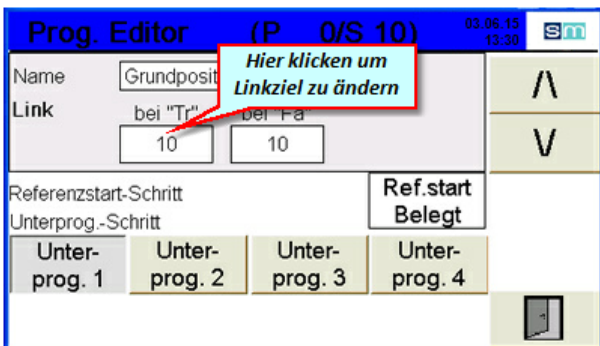 Prog. Editor (P 0/S 10)
03.06.15
13:30
sm
Hier klicken um
Linkziel zu ändern
Name Grundposit
Link bei "Tr" bei "Fa"
10 10
/\
\/
Referenzstart-Schritt
Unterprog.-Schritt
Ref.start
Belegt
Unter-
prog. 1
Unter-
prog. 2
Unter-
prog. 3
Unter-
prog. 4